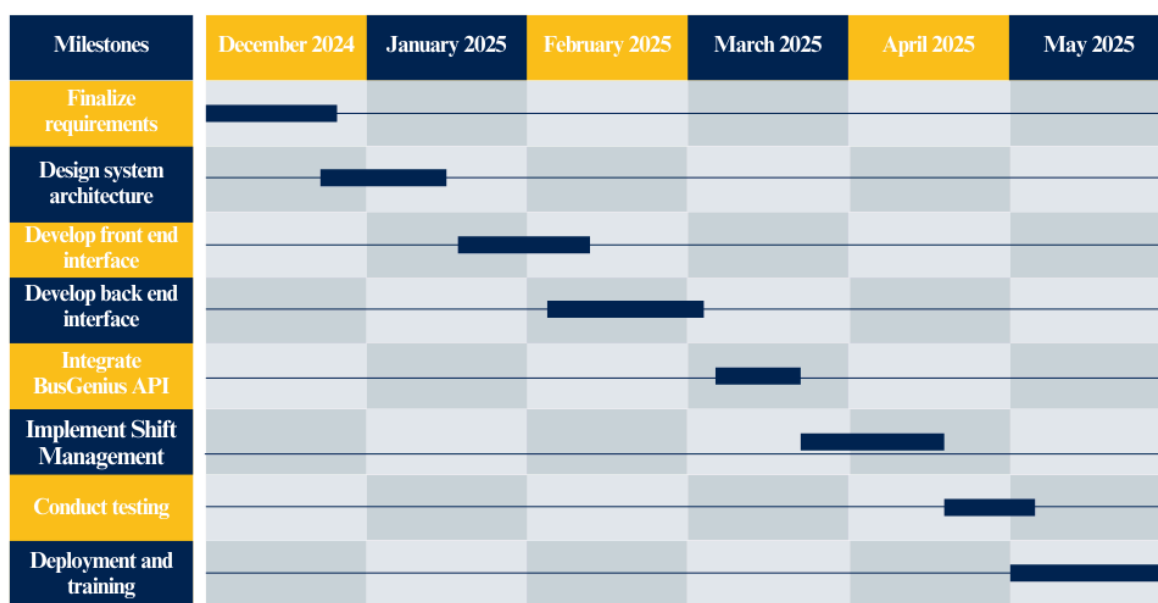 Milestones
December 2024
January 2025
February 2025
March 2025
April 2025
May 2025
Finalize
requirements
Design system
architecture
Develop front end
interface
Develop back end
interface
Integrate
BusGenius API
Implement Shift
Management
Conduct testing
Deployment and
training